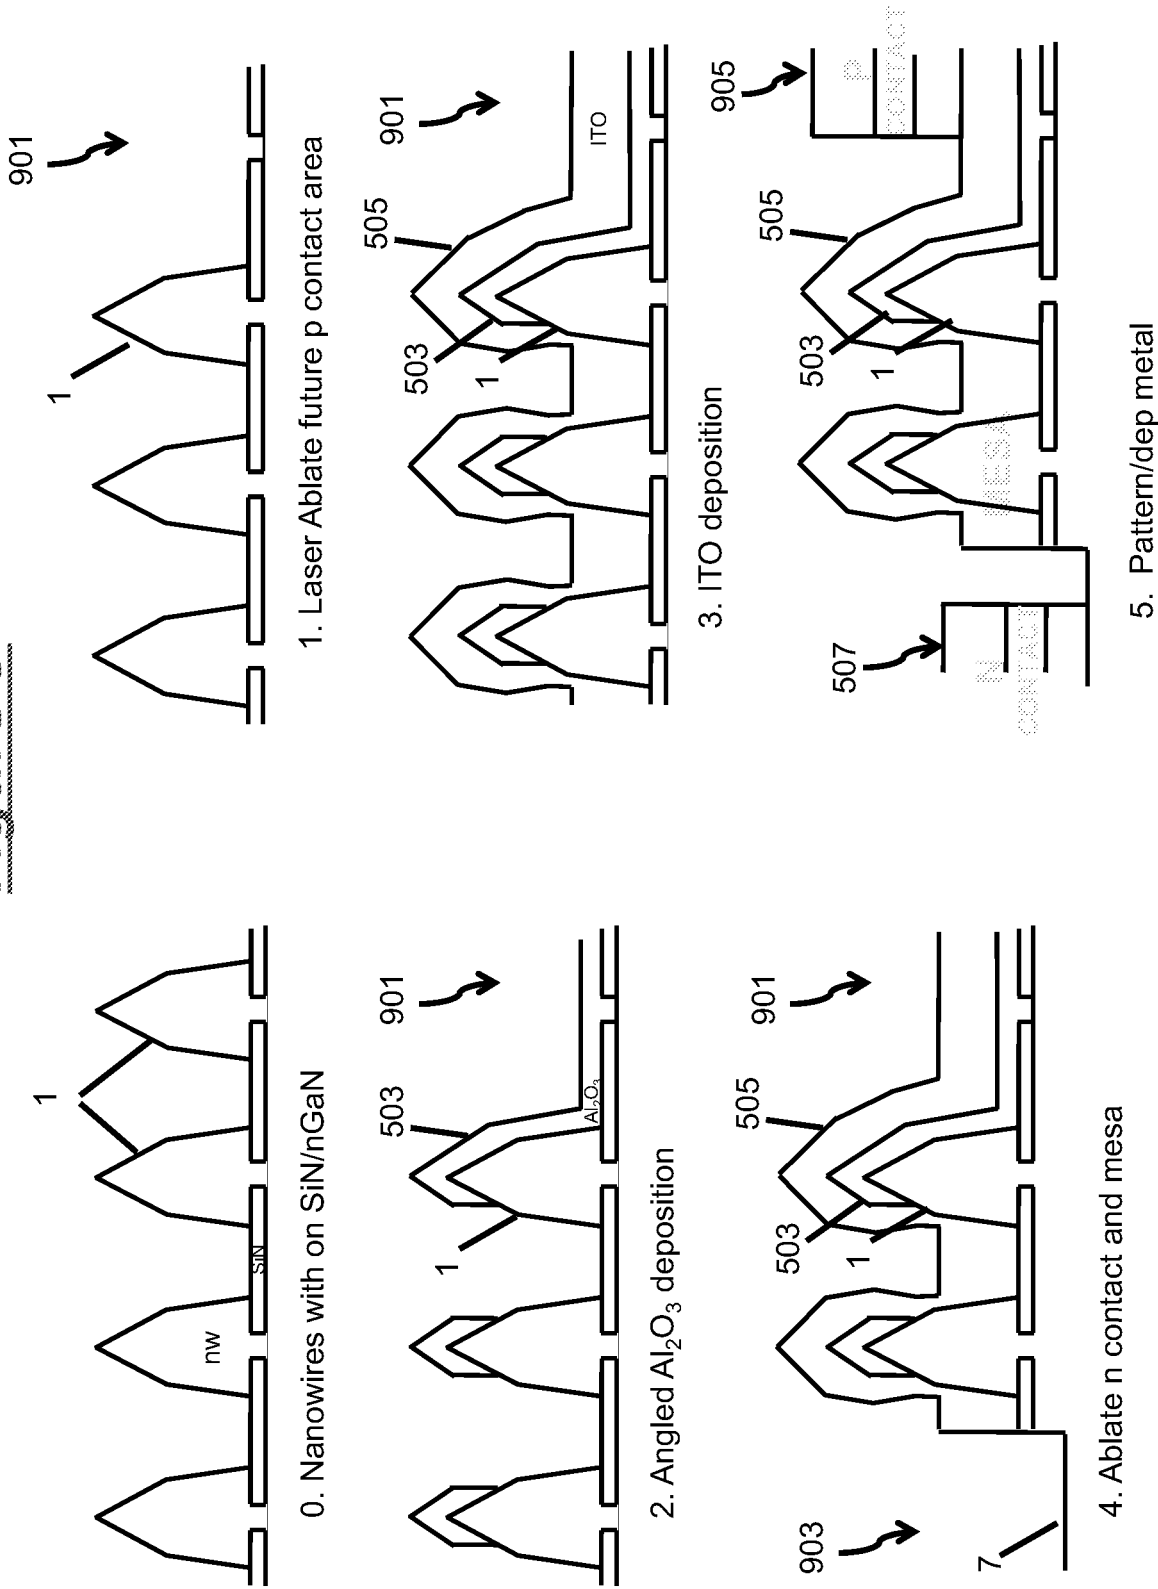 1
nw
SiN
0. Nanowires with on SiN/nGaN
901
1
1. Laser Ablate future p contact area
503
901
1
Al₂O₃
2. Angled Al₂O₃ deposition
505
901
503
1
ITO
3. ITO deposition
903
7
505
901
503
1
4. Ablate n contact and mesa
507
N
CONTACT
MESA
505
503
1
905
P
CONTACT
5. Pattern/dep metal